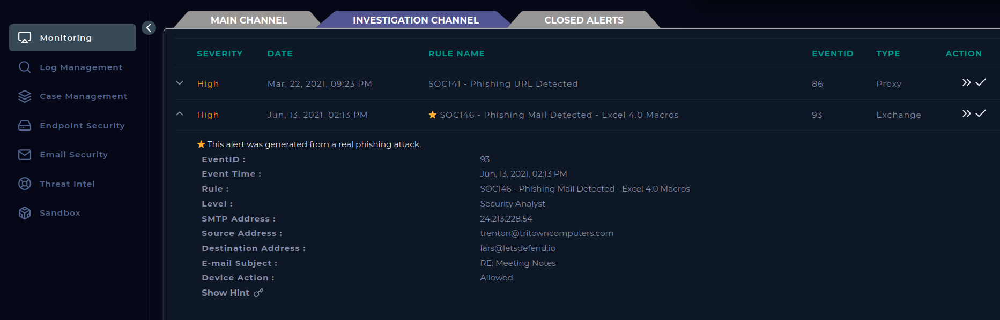 MAIN CHANNEL INVESTIGATION CHANNEL CLOSED ALERTS
Monitoring
Log Management
Case Management
Endpoint Security
Email Security
Threat Intel
Sandbox
SEVERITY DATE RULE NAME EVENTID TYPE ACTION
High Mar, 22, 2021, 09:23 PM SOC141 - Phishing URL Detected 86 Proxy
High Jun, 13, 2021, 02:13 PM SOC146 - Phishing Mail Detected - Excel 4.0 Macros 93 Exchange
This alert was generated from a real phishing attack.
EventID : 93
Event Time : Jun, 13, 2021, 02:13 PM
Rule : SOC146 - Phishing Mail Detected - Excel 4.0 Macros
Level : Security Analyst
SMTP Address : 24.213.228.54
Source Address : trenton@tritowncomputers.com
Destination Address : lars@letsdefend.io
E-mail Subject : RE: Meeting Notes
Device Action : Allowed
Show Hint